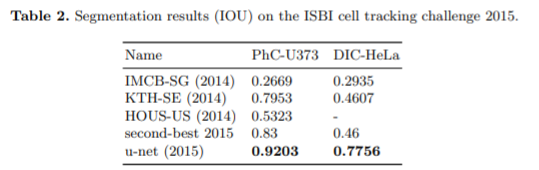 Table 2. Segmentation results (IOU) on the ISBI cell tracking challenge 2015.
Name PhC-U373 DIC-HeLa
IMCB-SG (2014) 0.2669 0.2935
KTH-SE (2014) 0.7953 0.4607
HOUS-US (2014) 0.5323 -
second-best 2015 0.83 0.46
u-net (2015) 0.9203 0.7756